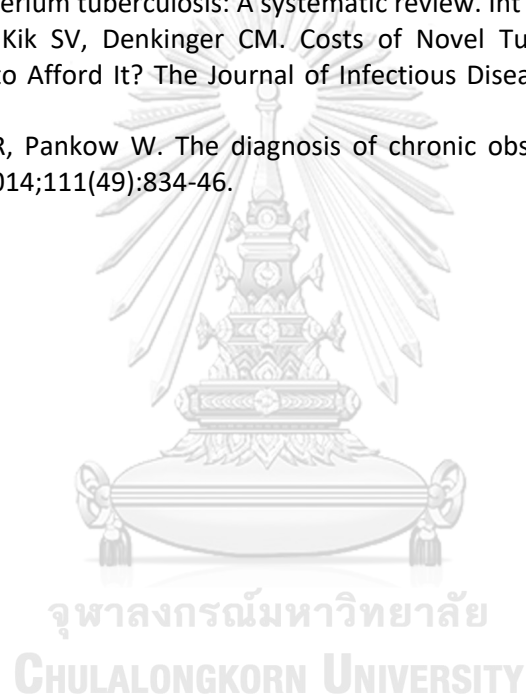 erium tuberculosis: A systematic review. Int
Kik SV, Denkinger CM. Costs of Novel Tu
to Afford It? The Journal of Infectious Diseas
R, Pankow W. The diagnosis of chronic obs
014;111(49):834-46.
จุฬาลงกรณ์มหาวิทยาลัย
CHULALONGKORN UNIVERSITY